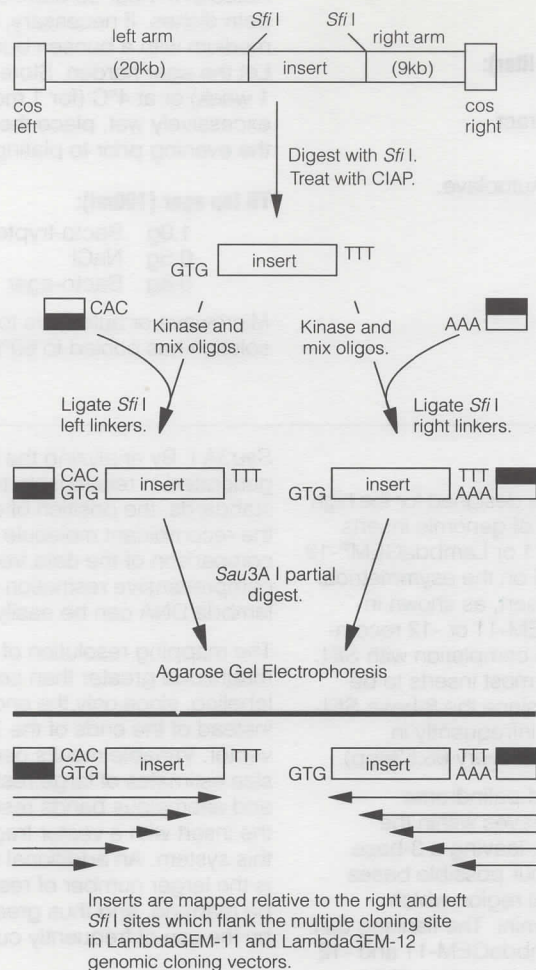 Sfi I Sfi I
left arm right arm
(20kb) insert (9kb)
cos cos
left right
Digest with Sfi I.
Treat with CIAP.
GTG insert TTT
CAC AAA
Kinase and Kinase and
mix oligos. mix oligos.
Ligate Sfi I Ligate Sfi I
left linkers. right linkers.
CAC TTT TTT
GTG insert GTG insert AAA
Sau3A I partial
digest.
Agarose Gel Electrophoresis
CAC TTT TTT
GTG insert GTG insert AAA
Inserts are mapped relative to the right and left
Sfi I sites which flank the multiple cloning site
in LambdaGEM-11 and LambdaGEM-12
genomic cloning vectors.